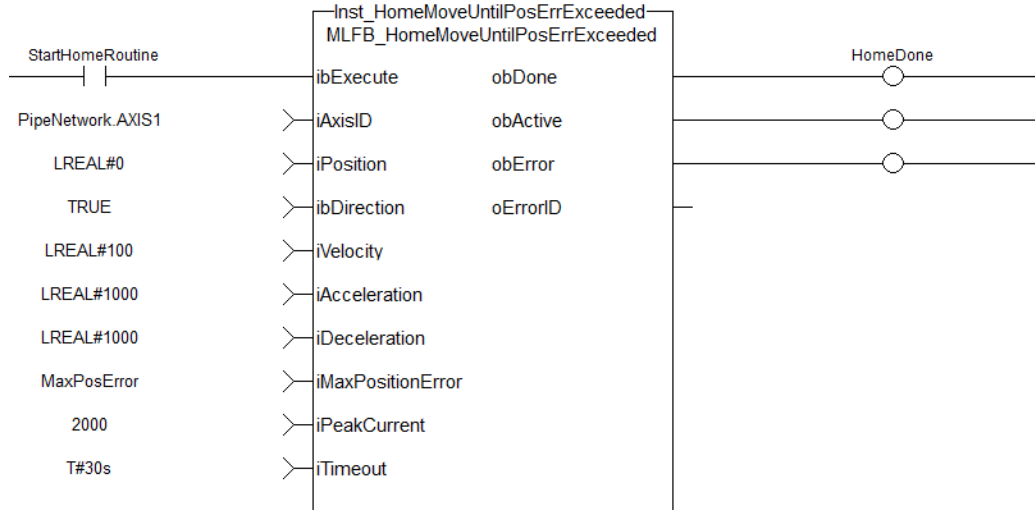 Inst_HomeMoveUntilPosErrExceeded
MLFB_HomeMoveUntilPosErrExceeded
StartHomeRoutine
HomeDone
ibExecute obDone
PipeNetwork.AXIS1 iAxisID obActive
LREAL#0 iPosition obError
TRUE ibDirection oErrorID
LREAL#100 iVelocity
LREAL#1000 iAcceleration
LREAL#1000 iDeceleration
MaxPosError iMaxPositionError
2000 iPeakCurrent
T#30s iTimeout